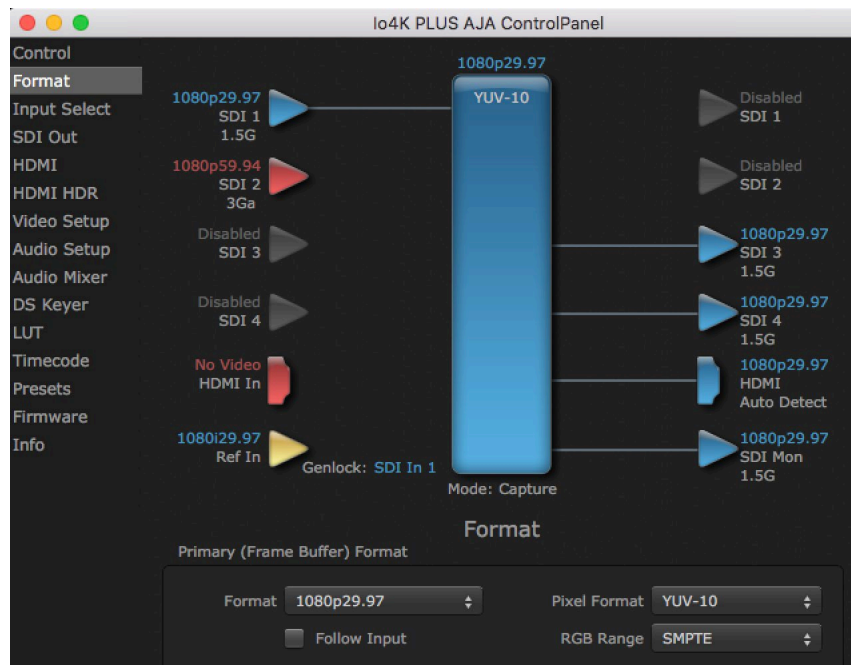 Io4K PLUS AJA ControlPanel
Control
Format
Input Select
SDI Out
HDMI
HDMI HDR
Video Setup
Audio Setup
Audio Mixer
DS Keyer
LUT
Timecode
Presets
Firmware
Info
1080p29.97
SDI 1
1.5G
1080p59.94
SDI 2
3Ga
Disabled
SDI 3
Disabled
SDI 4
No Video
HDMI In
1080i29.97
Ref In
Genlock: SDI In 1
1080p29.97
YUV-10
Mode: Capture
Disabled
SDI 1
Disabled
SDI 2
1080p29.97
SDI 3
1.5G
1080p29.97
SDI 4
1.5G
1080p29.97
HDMI
Auto Detect
1080p29.97
SDI Mon
1.5G
Format
Primary (Frame Buffer) Format
Format 1080p29.97
Pixel Format YUV-10
Follow Input
RGB Range SMPTE